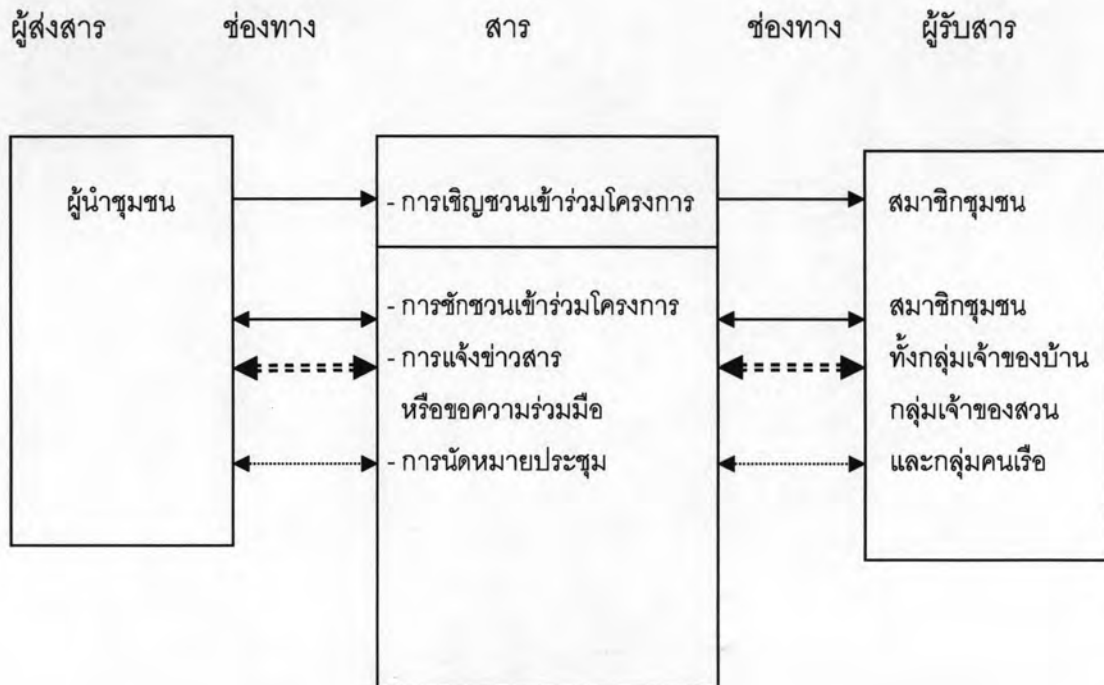 ผู้ส่งสาร ช่องทาง สาร ช่องทาง ผู้รับสาร
ผู้นำชุมชน - การเชิญชวนเข้าร่วมโครงการ สมาชิกชุมชน
- การชักชวนเข้าร่วมโครงการ สมาชิกชุมชน
- การแจ้งข่าวสาร ทั้งกลุ่มเจ้าของบ้าน
หรือขอความร่วมมือ กลุ่มเจ้าของสวน
- การนัดหมายประชุม และกลุ่มคนเรือ